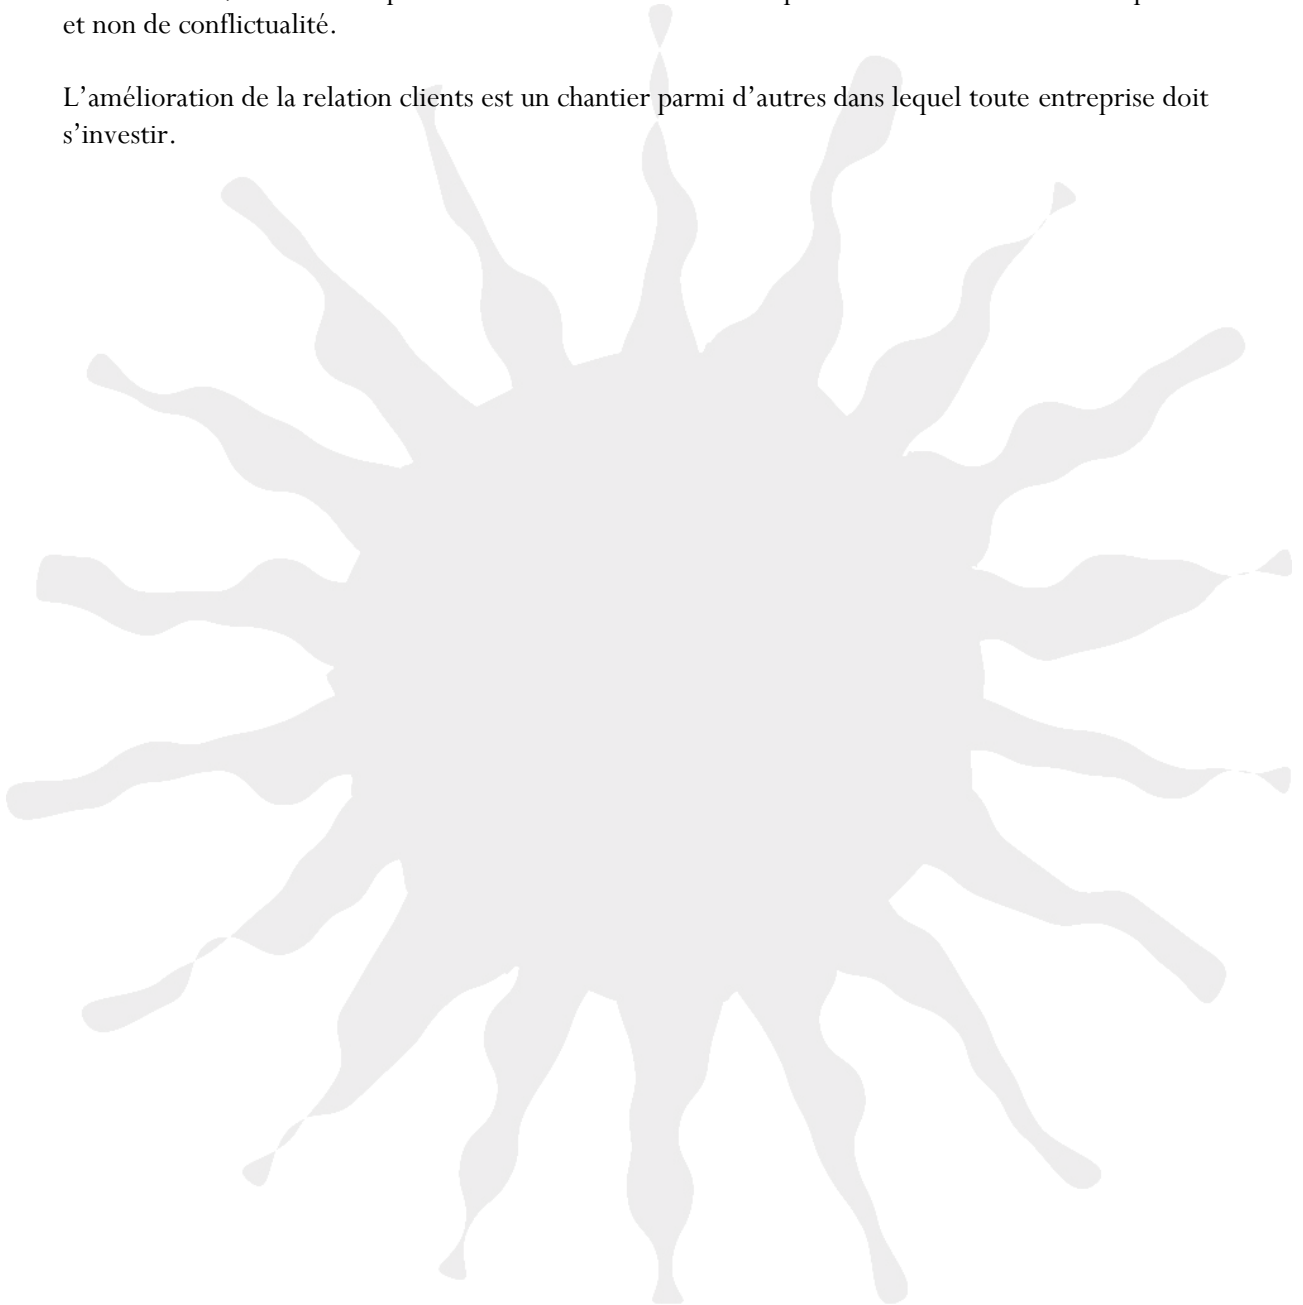 et non de conflictualité.
L’amélioration de la relation clients est un chantier parmi d’autres dans lequel toute entreprise doit
s’investir.